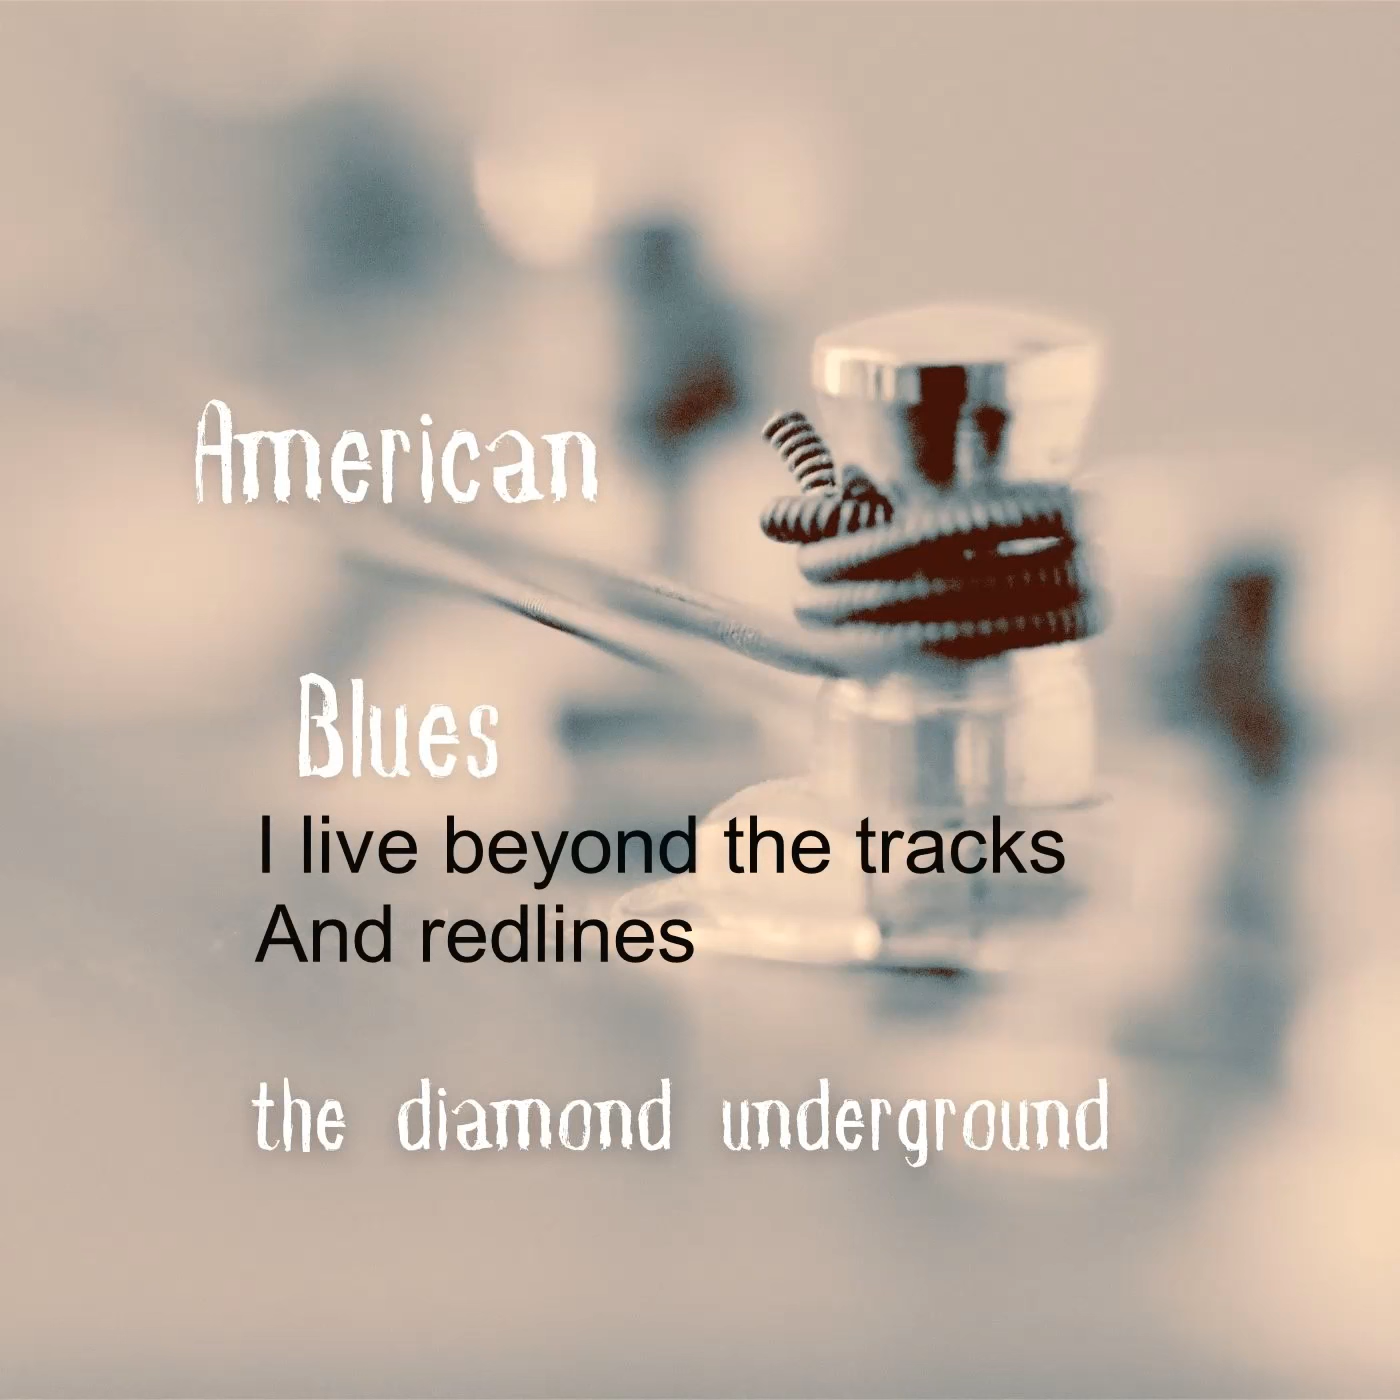 American
Blues
I live beyond the tracks
And redlines
the diamond underground